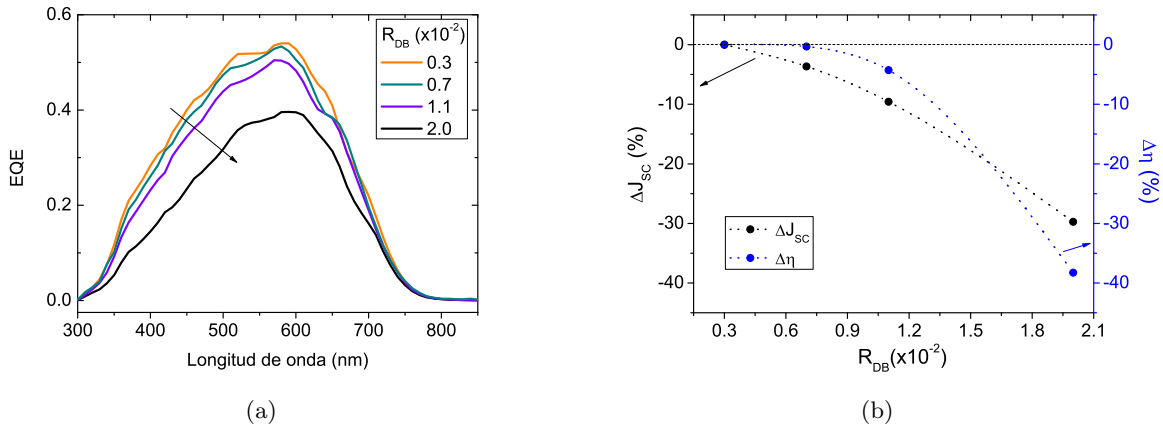 0.6
0.4
0.2
0.0
EQE
R_DB (x10^-2)
0.3
0.7
1.1
2.0
300 400 500 600 700 800
Longitud de onda (nm)
(a)
0
-10
-20
-30
-40
ΔJ_SC (%)
ΔJ_SC
Δη
0
-10
-20
-30
-40
Δη (%)
0.3 0.6 0.9 1.2 1.5 1.8 2.1
R_DB(x10^-2)
(b)